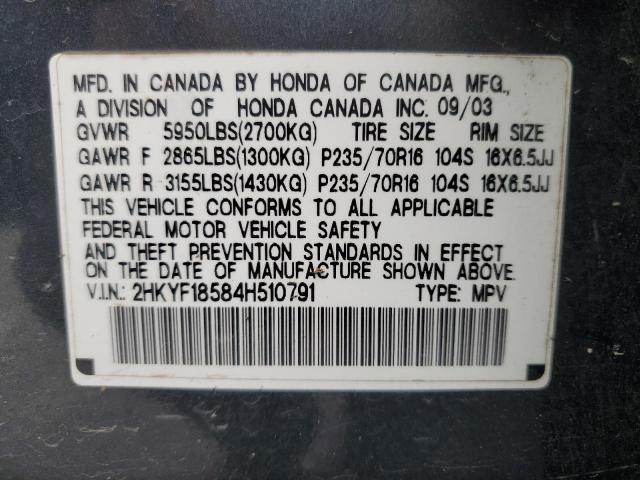 MFD. IN CANADA BY HONDA OF CANADA MFG.,
A DIVISION OF HONDA CANADA INC. 09/03
GVWR 5950LBS(2700KG) TIRE SIZE RIM SIZE
GAWR F 2865LBS(1300KG) P235/70R16 104S 16X6.5JJ
GAWR R 3155LBS(1430KG) P235/70R16 104S 16X6.5JJ
THIS VEHICLE CONFORMS TO ALL APPLICABLE
FEDERAL MOTOR VEHICLE SAFETY
AND THEFT PREVENTION STANDARDS IN EFFECT
ON THE DATE OF MANUFACTURE SHOWN ABOVE.
V.I.N.: 2HKYF18584H510791 TYPE: MPV